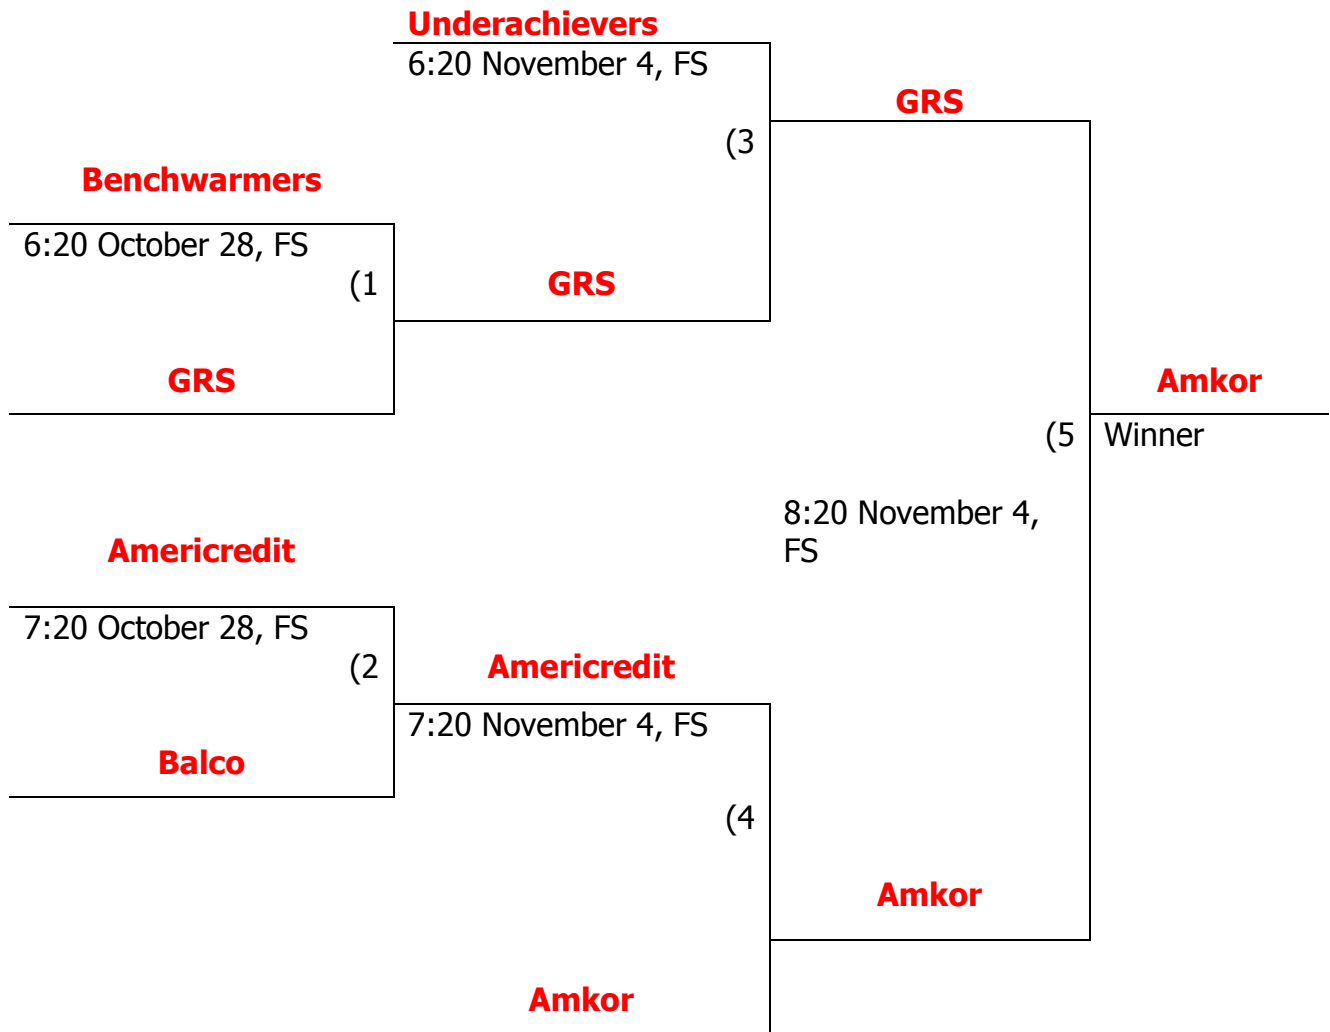 Underachievers
6:20 November 4, FS
GRS
(3
Benchwarmers
6:20 October 28, FS
(1
GRS
GRS
Amkor
(5
Winner
8:20 November 4,
FS
Americredit
7:20 October 28, FS
(2
Americredit
7:20 November 4, FS
Balco
(4
Amkor
Amkor